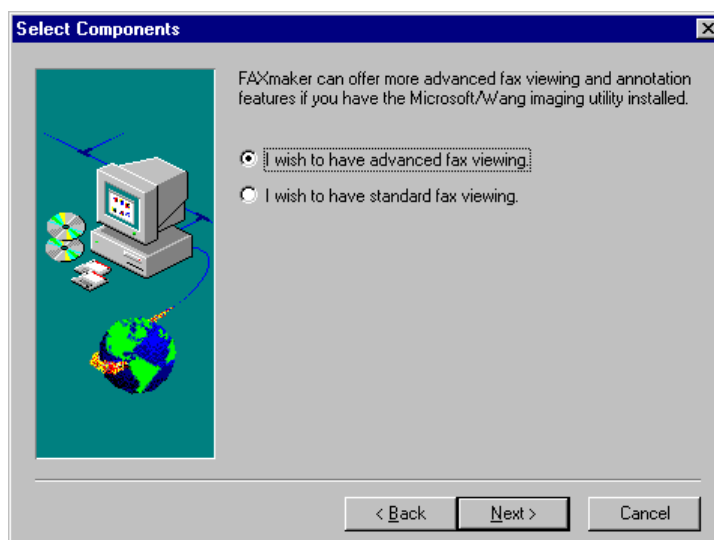 Select Components
FAXmaker can offer more advanced fax viewing and annotation
features if you have the Microsoft/Wang imaging utility installed.
I wish to have advanced fax viewing.
I wish to have standard fax viewing.
< Back Next > Cancel